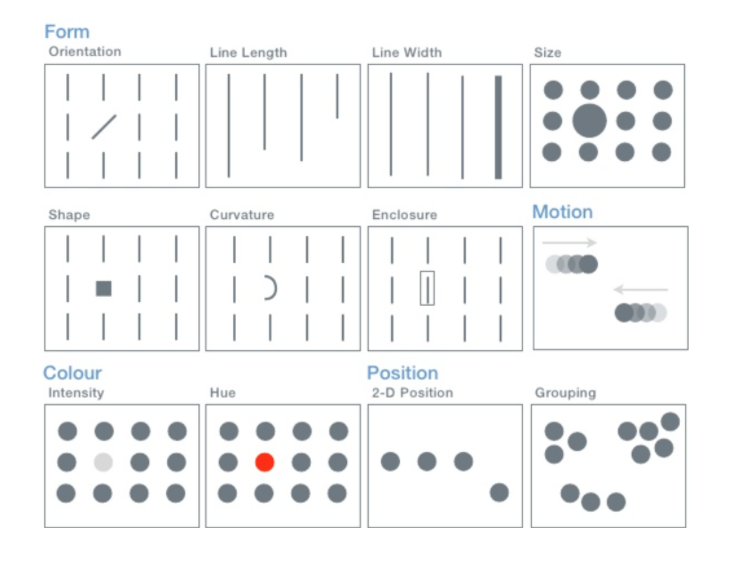 Form
Orientation
Line Length
Line Width
Size
Shape
Curvature
Enclosure
Motion
Colour
Intensity
Hue
Position
2-D Position
Grouping